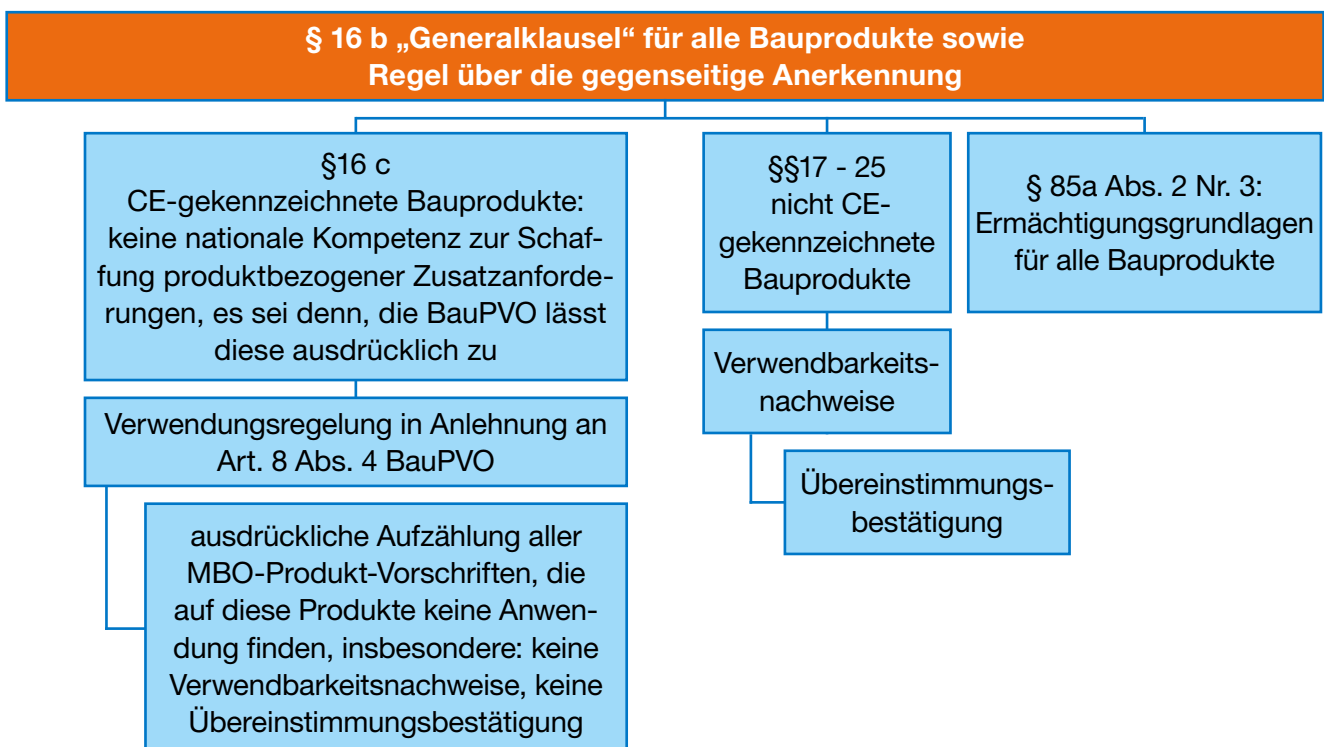 § 16 b „Generalklausel“ für alle Bauprodukte sowie
Regel über die gegenseitige Anerkennung
§16 c
CE-gekennzeichnete Bauprodukte:
keine nationale Kompetenz zur Schaf-
fung produktbezogener Zusatzanforde-
rungen, es sei denn, die BauPVO lässt
diese ausdrücklich zu
Verwendungsregelung in Anlehnung an
Art. 8 Abs. 4 BauPVO
ausdrückliche Aufzählung aller
MBO-Produkt-Vorschriften, die
auf diese Produkte keine Anwen-
dung finden, insbesondere: keine
Verwendbarkeitsnachweise, keine
Übereinstimmungsbestätigung
§§17 - 25
nicht CE-
gekennzeichnete
Bauprodukte
Verwendbarkeits-
nachweise
Übereinstimmungs-
bestätigung
§ 85a Abs. 2 Nr. 3:
Ermächtigungsgrundlagen
für alle Bauprodukte